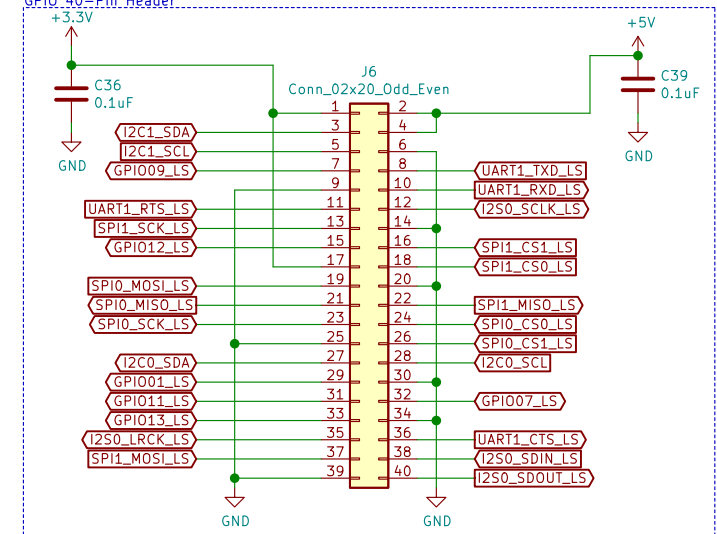 GPIO 40-Pin Header
+3.3V
+5V
C36
0.1uF
GND
C39
0.1uF
GND
J6
Conn_02x20_Odd_Even
1 2
I2C1_SDA 3 4
I2C1_SCL 5 6
GPIO09_LS 7 8 UART1_TXD_LS
9 10 UART1_RXD_LS
UART1_RTS_LS 11 12 I2S0_SCLK_LS
SPI1_SCK_LS 13 14
GPIO12_LS 15 16 SPI1_CS1_LS
17 18 SPI1_CS0_LS
SPI0_MOSI_LS 19 20
SPI0_MISO_LS 21 22 SPI1_MISO_LS
SPI0_SCK_LS 23 24 SPI0_CS0_LS
25 26 SPI0_CS1_LS
I2C0_SDA 27 28 I2C0_SCL
GPIO01_LS 29 30
GPIO11_LS 31 32 GPIO07_LS
GPIO13_LS 33 34
I2S0_LRCK_LS 35 36 UART1_CTS_LS
SPI1_MOSI_LS 37 38 I2S0_SDIN_LS
39 40 I2S0_SDOUT_LS
GND GND